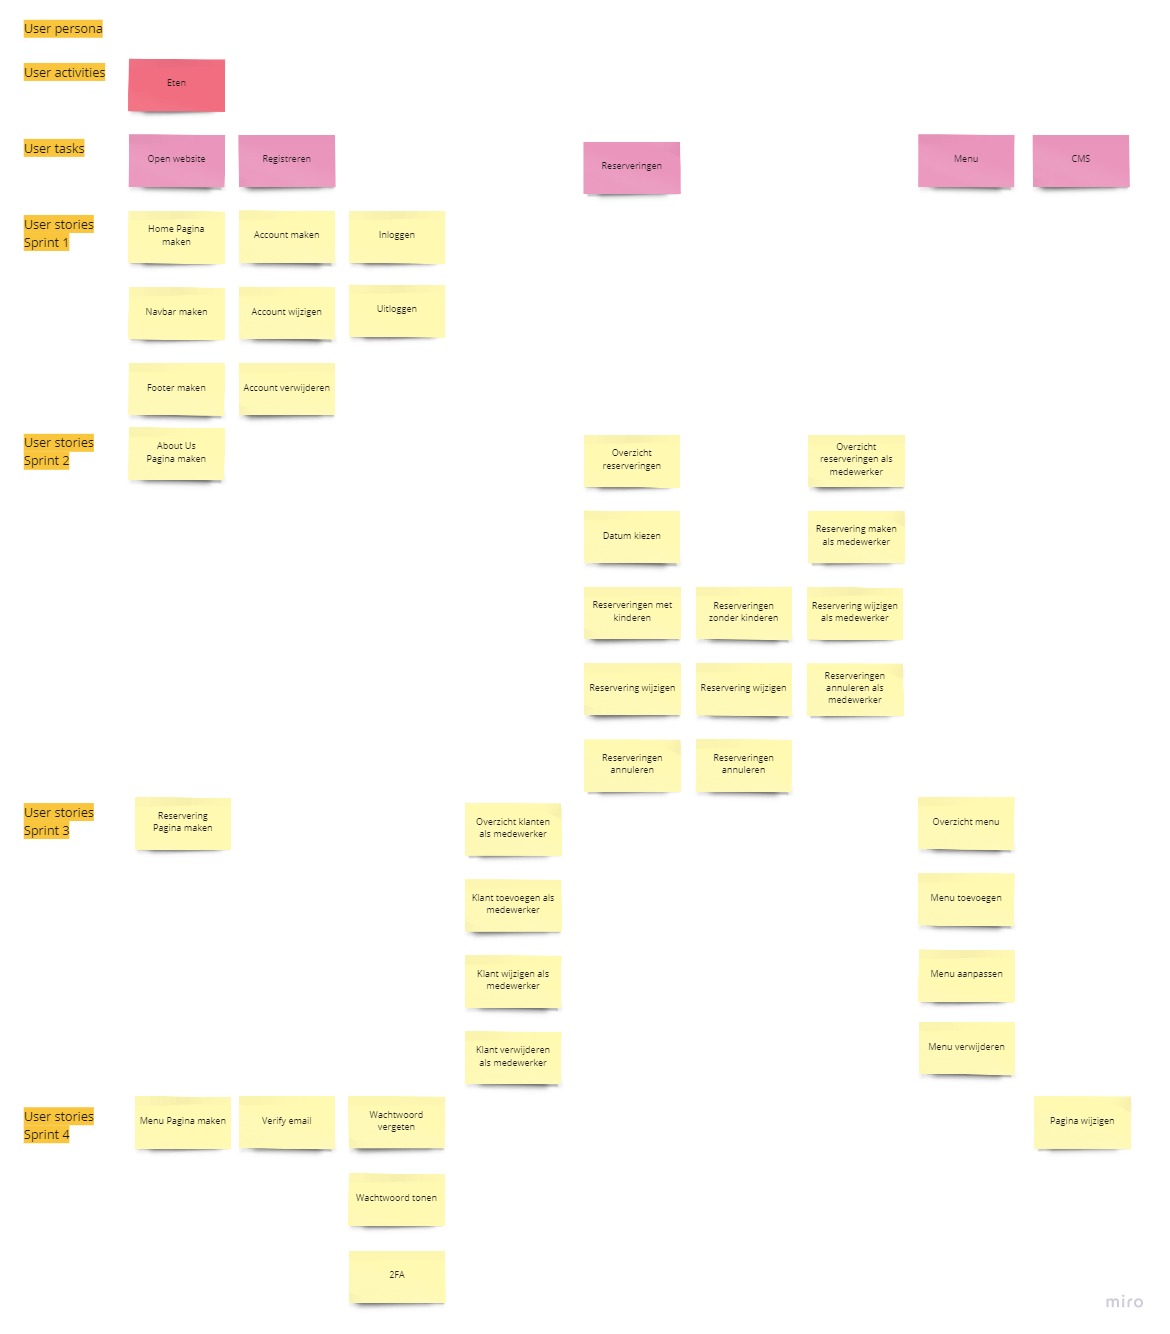 User persona
User activities
Eten
User tasks
Open website
Registreren
Reserveringen
Menu
CMS
User stories
Sprint 1
Home Pagina
maken
Account maken
Inloggen
Navbar maken
Account wijzigen
Uitloggen
Footer maken
Account verwijderen
User stories
Sprint 2
About Us
Pagina maken
Overzicht
reserveringen
Overzicht
reserveringen als
medewerker
Datum kiezen
Reservering maken
als medewerker
Reserveringen met
kinderen
Reserveringen
zonder kinderen
Reservering wijzigen
als medewerker
Reservering wijzigen
Reservering wijzigen
Reserveringen
annuleren als
medewerker
Reserveringen
annuleren
Reserveringen
annuleren
User stories
Sprint 3
Reservering
Pagina maken
Overzicht klanten
als medewerker
Overzicht menu
Klant toevoegen als
medewerker
Menu toevoegen
Klant wijzigen als
medewerker
Menu aanpassen
Klant verwijderen
als medewerker
Menu verwijderen
User stories
Sprint 4
Menu Pagina maken
Verify email
Wachtwoord
vergeten
Pagina wijzigen
Wachtwoord tonen
2FA
miro